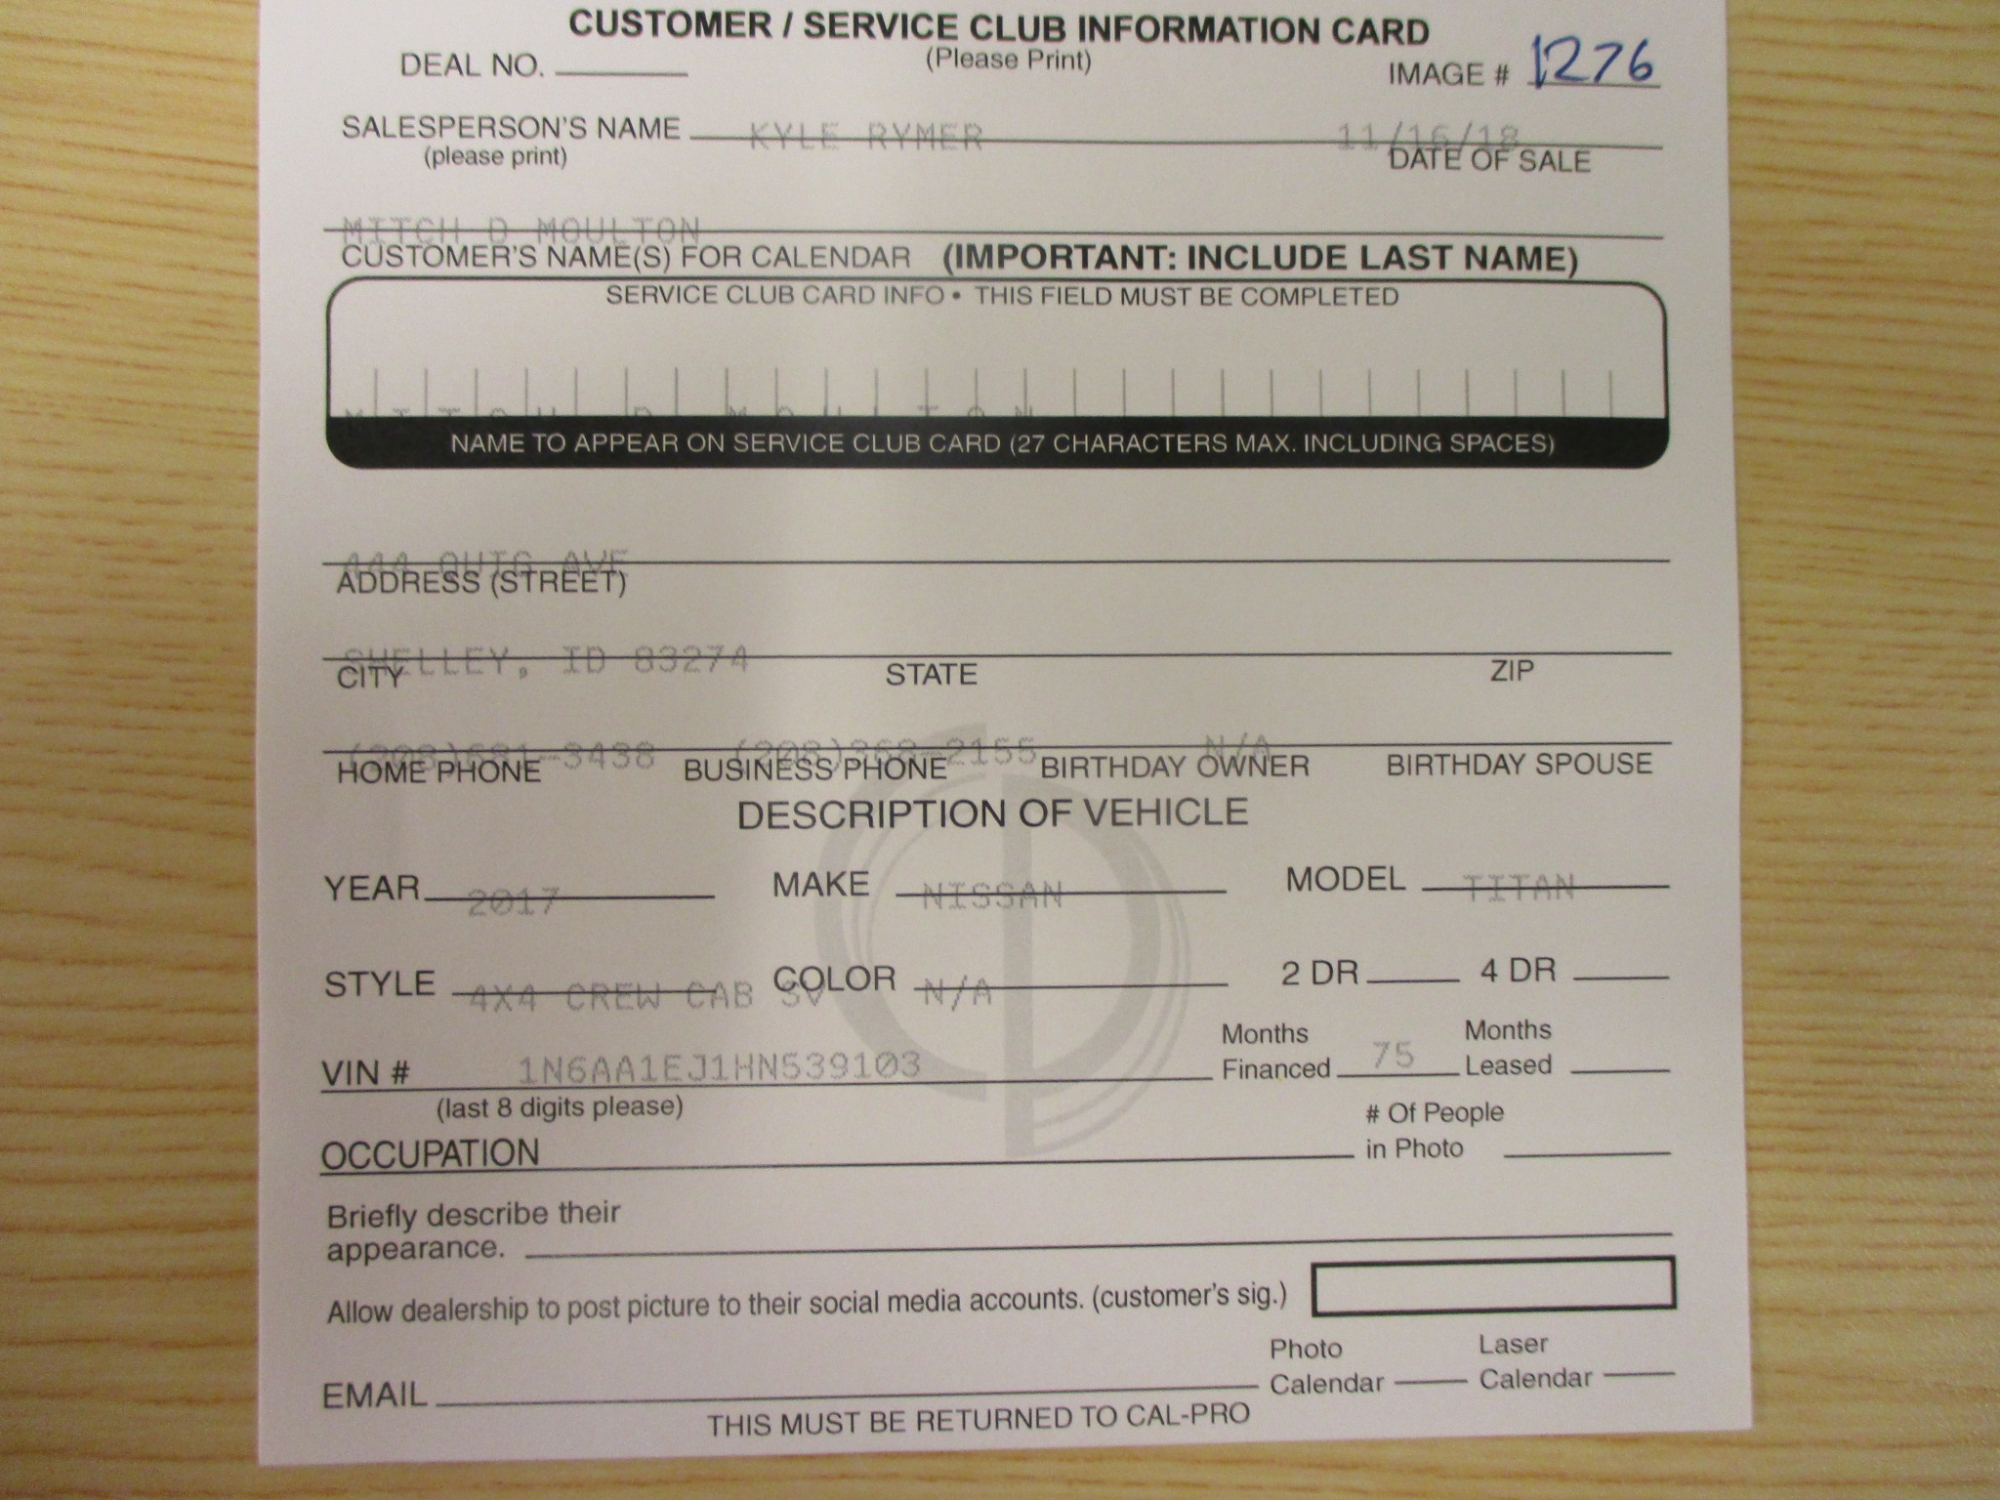 CUSTOMER / SERVICE CLUB INFORMATION CARD
(Please Print)
DEAL NO. IMAGE # 1276
SALESPERSON'S NAME KYLE RYMER 11/16/18
(please print) DATE OF SALE
MITCH D MOULTON
CUSTOMER'S NAME(S) FOR CALENDAR (IMPORTANT: INCLUDE LAST NAME)
SERVICE CLUB CARD INFO • THIS FIELD MUST BE COMPLETED
MITCH D MOULTON
NAME TO APPEAR ON SERVICE CLUB CARD (27 CHARACTERS MAX. INCLUDING SPACES)
444 AVE
ADDRESS (STREET)
SHELLEY, ID 83274
CITY STATE ZIP
(208)681-3438 (208)368-2155 N/A
HOME PHONE BUSINESS PHONE BIRTHDAY OWNER BIRTHDAY SPOUSE
DESCRIPTION OF VEHICLE
YEAR 2017 MAKE NISSAN MODEL TITAN
STYLE 4X4 CREW CAB SV COLOR N/A 2 DR 4 DR
VIN # 1N6AA1EJ1HN539103 Months Financed 75 Months Leased
(last 8 digits please)
OCCUPATION # Of People in Photo
Briefly describe their
appearance.
Allow dealership to post picture to their social media accounts. (customer's sig.)
EMAIL Photo Calendar Laser Calendar
THIS MUST BE RETURNED TO CAL-PRO